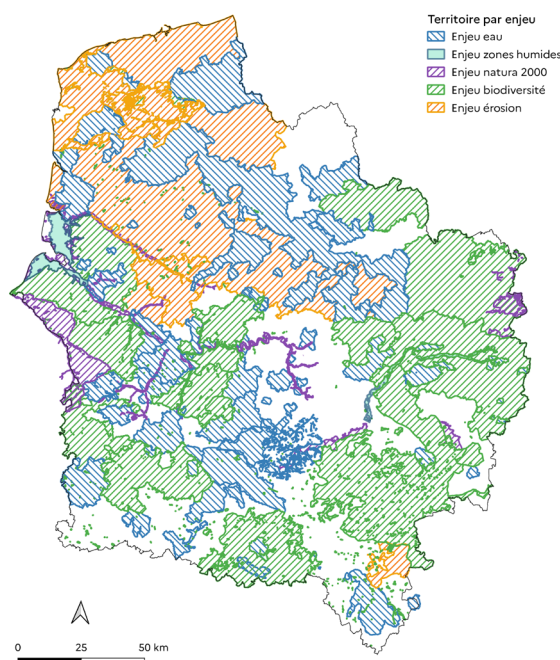 Territoire par enjeu
Enjeu eau
Enjeu zones humides
Enjeu natura 2000
Enjeu biodiversité
Enjeu érosion
0 25 50 km